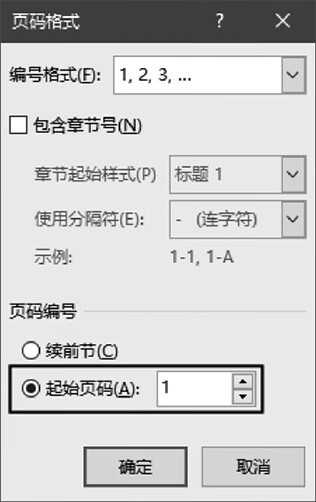 页码格式 ?
编号格式(F): 1, 2, 3, ...
包含章节号(N)
章节起始样式(P) 标题 1
使用分隔符(E): - (连字符)
示例: 1-1, 1-A
页码编号
续前节(C)
起始页码(A): 1
确定 取消